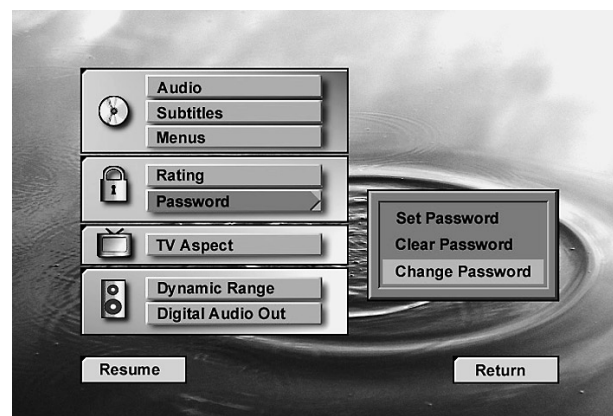 Audio
Subtitles
Menus
Rating
Password
Set Password
Clear Password
Change Password
TV Aspect
Dynamic Range
Digital Audio Out
Resume
Return